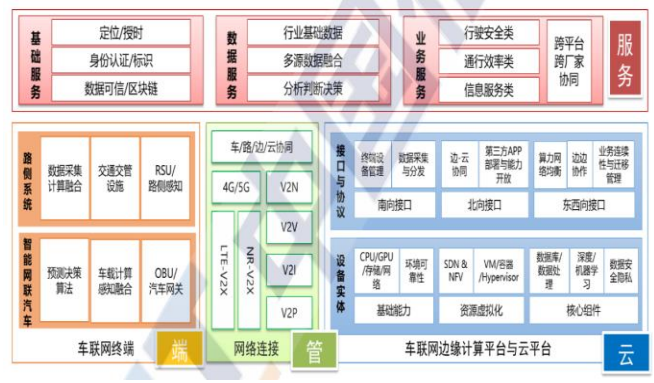 基础服务
定位/授时
身份认证/标识
数据可信/区块链
数据服务
行业基础数据
多源数据融合
分析判断决策
业务服务
行驶安全类
通行效率类
信息服务类
跨平台
跨厂家
协同
服务
路侧系统
数据采集
计算融合
交通交管
设施
RSU/
路侧感知
智能网联汽车
预测决策
算法
车载计算
感知融合
OBU/
汽车网关
车联网终端
端
车/路/边/云协同
4G/5G
V2N
LTE-V2X
NR-V2X
V2V
V2I
V2P
网络连接
管
接口与协议
终端设
备管理
数据采集
与分发
边-云
协同
第三方APP
部署与能力
开放
算力网
络均衡
边边
协作
业务连续
性与迁移
管理
南向接口
北向接口
东西向接口
设备实体
CPU/GPU
/存储/网
络
环境可
靠性
SDN &
NFV
VM/容器
/Hypervisor
数据库/
数据处
理
深度/
机器学
习
数据安
全隐私
基础能力
资源虚拟化
核心组件
车联网边缘计算平台与云平台
云